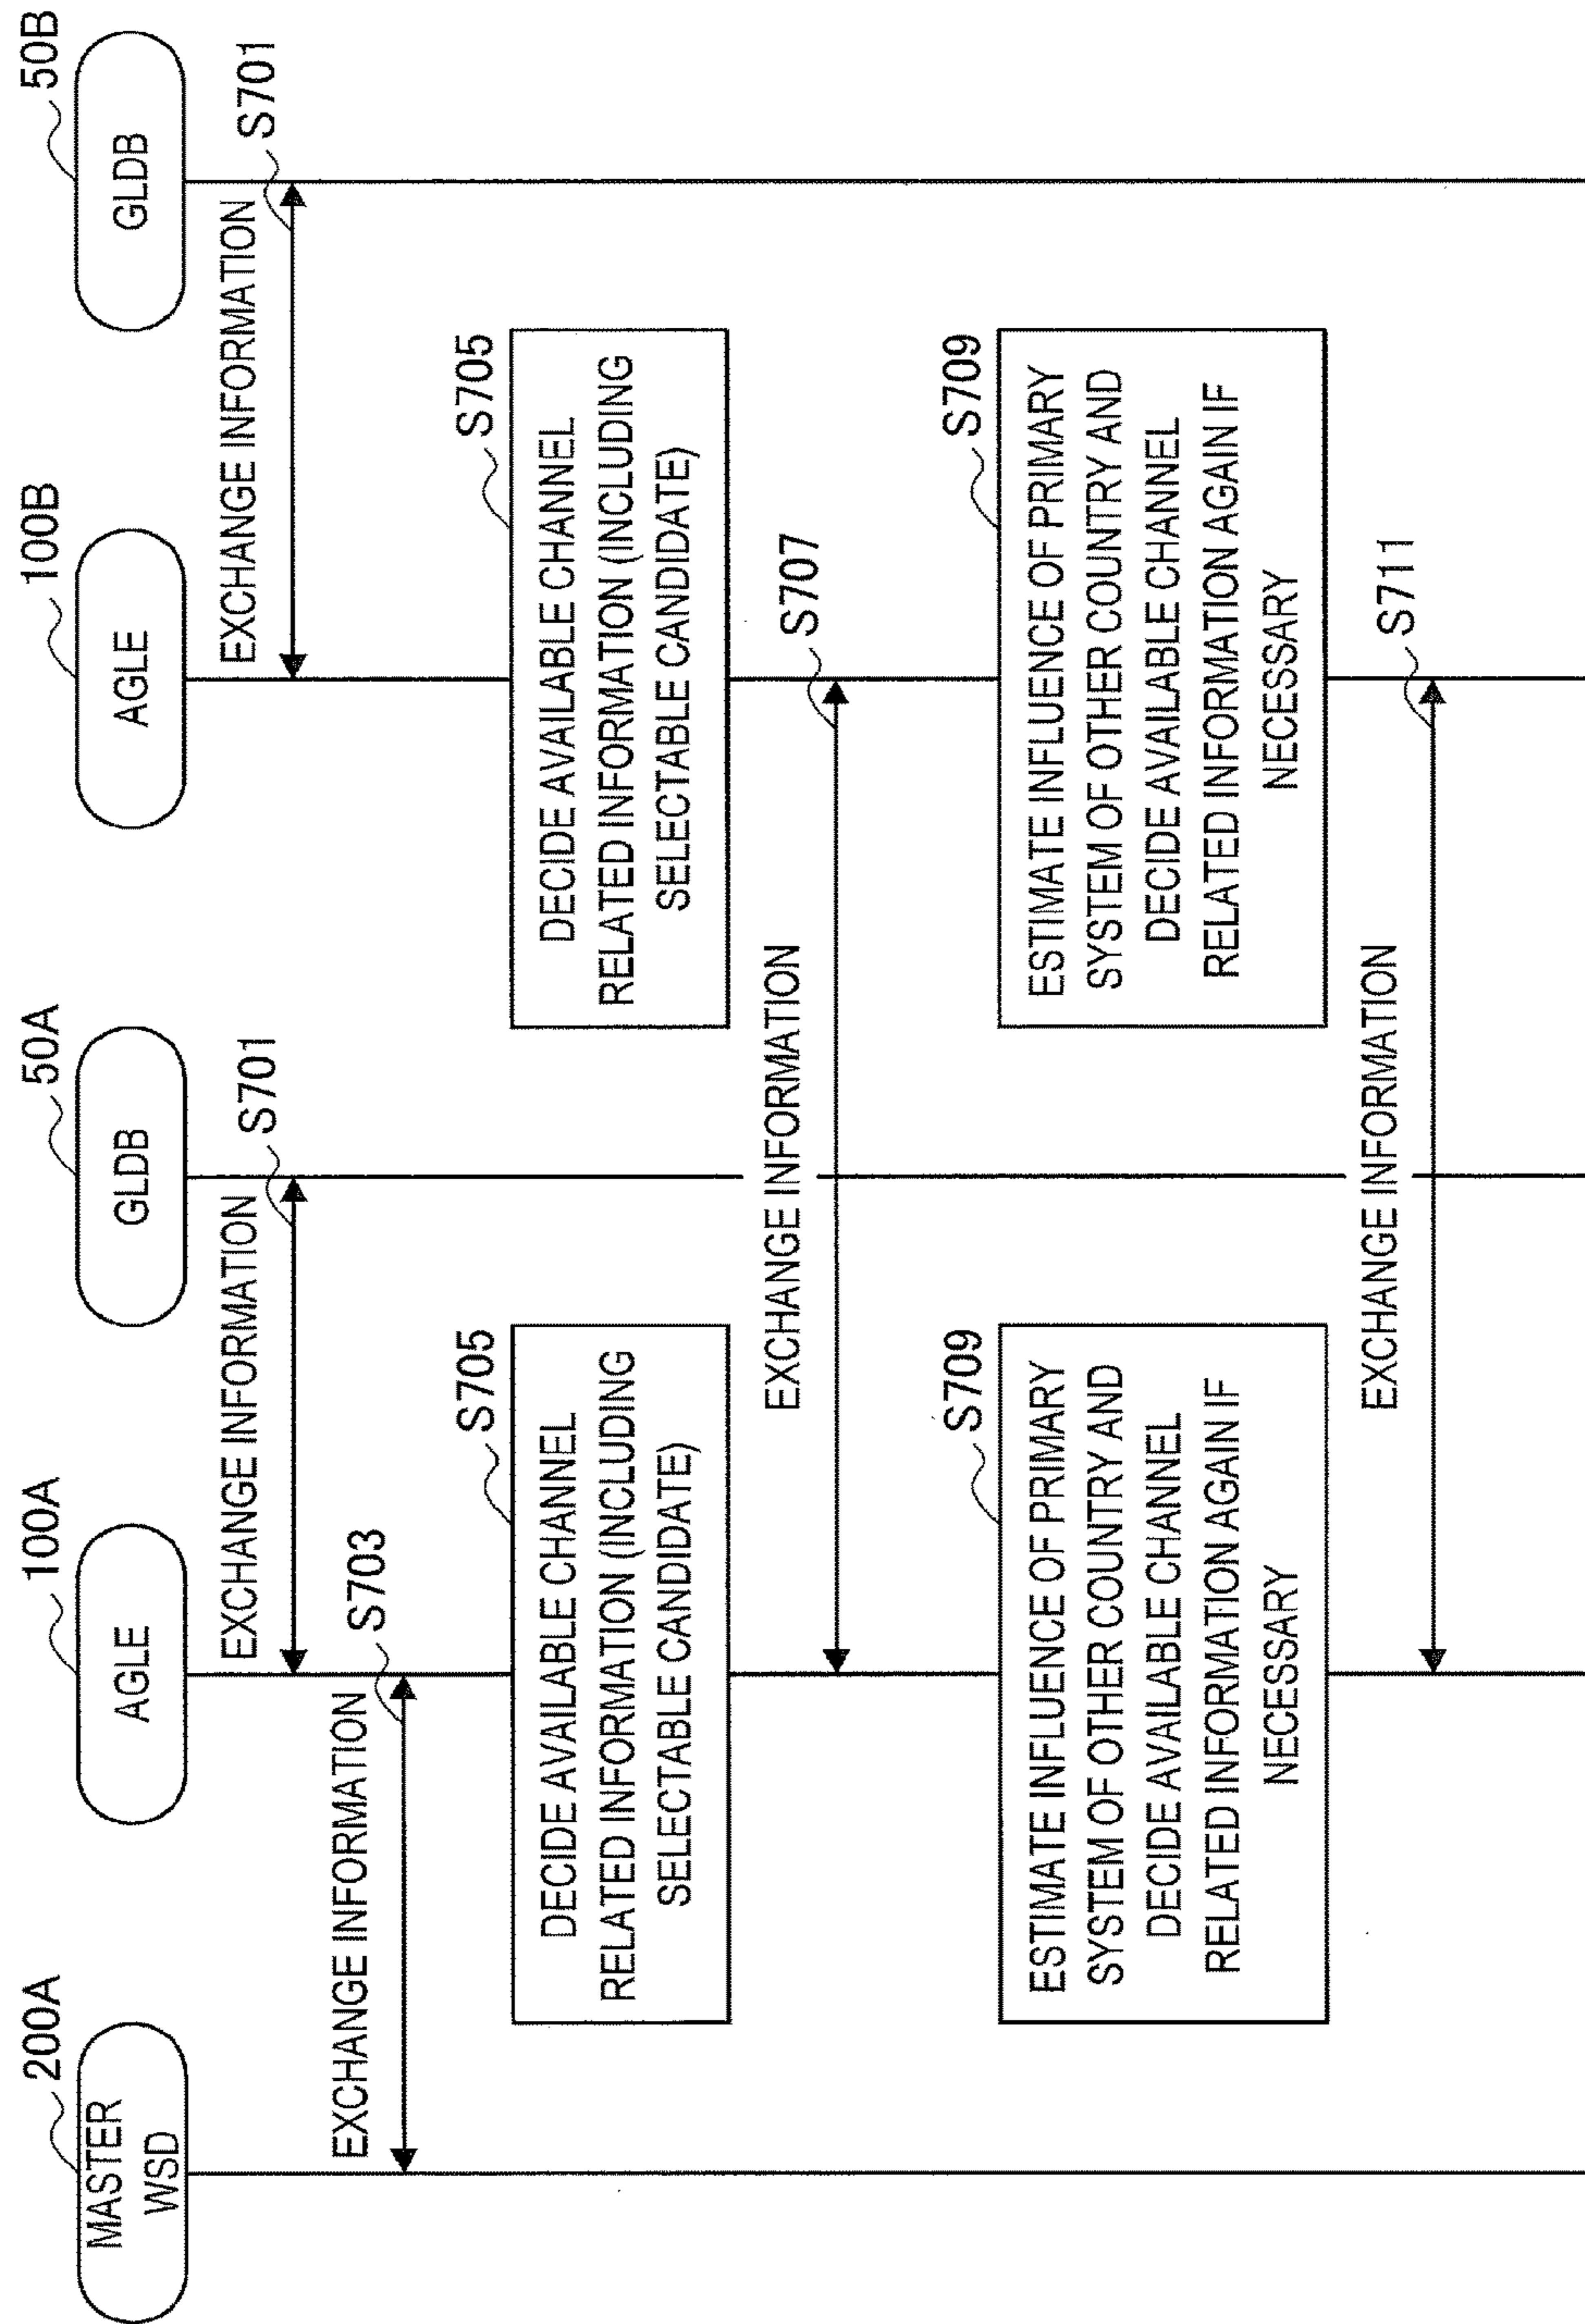 200A
MASTER
WSD
100A
AGLE
50A
GLDB
100B
AGLE
50B
GLDB
EXCHANGE INFORMATION
S701
EXCHANGE INFORMATION
S701
EXCHANGE INFORMATION
S703
S705
DECIDE AVAILABLE CHANNEL
RELATED INFORMATION (INCLUDING
SELECTABLE CANDIDATE)
S705
DECIDE AVAILABLE CHANNEL
RELATED INFORMATION (INCLUDING
SELECTABLE CANDIDATE)
EXCHANGE INFORMATION
S707
S709
ESTIMATE INFLUENCE OF PRIMARY
SYSTEM OF OTHER COUNTRY AND
DECIDE AVAILABLE CHANNEL
RELATED INFORMATION AGAIN IF
NECESSARY
S709
ESTIMATE INFLUENCE OF PRIMARY
SYSTEM OF OTHER COUNTRY AND
DECIDE AVAILABLE CHANNEL
RELATED INFORMATION AGAIN IF
NECESSARY
EXCHANGE INFORMATION
S711